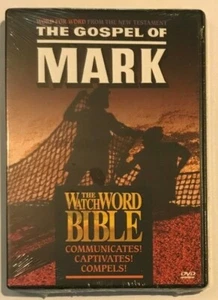 WORD FOR WORD FROM THE NEW TESTAMENT
THE GOSPEL OF
MARK
THE
WATCHWORD
BIBLE
COMMUNICATES!
CAPTIVATES!
COMPELS!
DVD